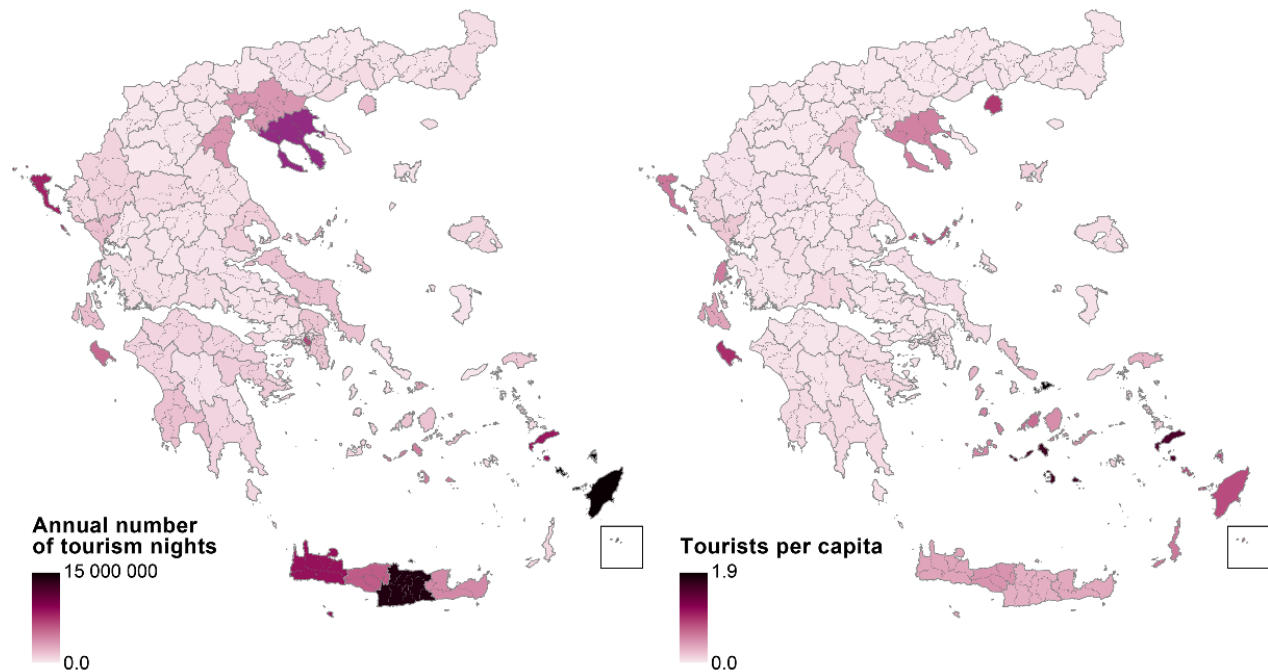 Annual number
of tourism nights
15 000 000
0.0
Tourists per capita
1.9
0.0